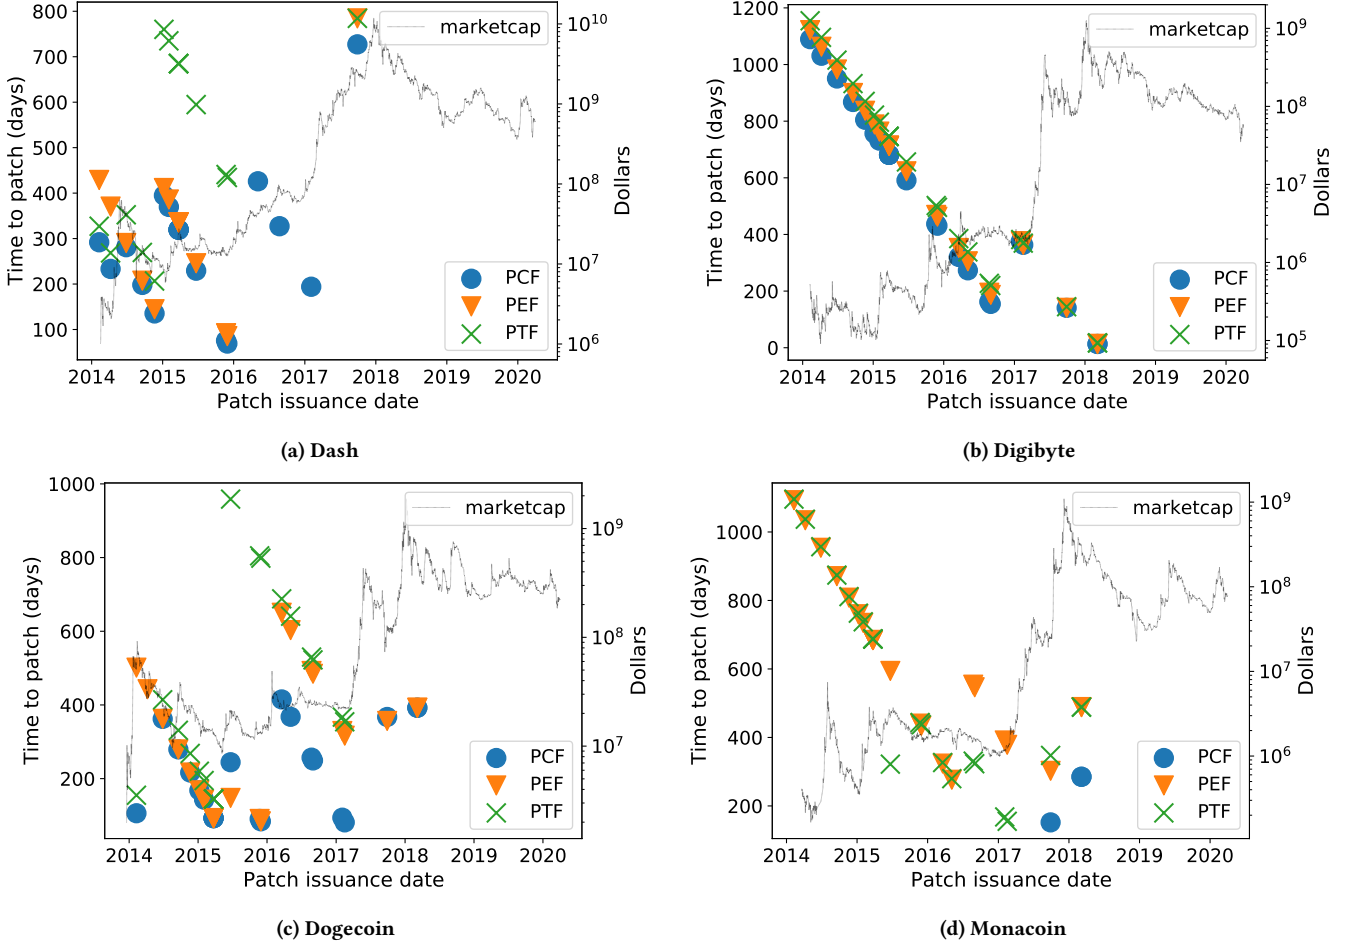 800
700
600
500
400
300
200
100
Time to patch (days)
marketcap
10^10
10^9
10^8
10^7
10^6
Dollars
PCF
PEF
PTF
2014 2015 2016 2017 2018 2019 2020
Patch issuance date
(a) Dash
1200
1000
800
600
400
200
0
Time to patch (days)
marketcap
10^9
10^8
10^7
10^6
10^5
Dollars
PCF
PEF
PTF
2014 2015 2016 2017 2018 2019 2020
Patch issuance date
(b) Digibyte
1000
800
600
400
200
Time to patch (days)
marketcap
10^9
10^8
10^7
Dollars
PCF
PEF
PTF
2014 2015 2016 2017 2018 2019 2020
Patch issuance date
(c) Dogecoin
1000
800
600
400
200
Time to patch (days)
marketcap
10^9
10^8
10^7
10^6
Dollars
PCF
PEF
PTF
2014 2015 2016 2017 2018 2019 2020
Patch issuance date
(d) Monacoin